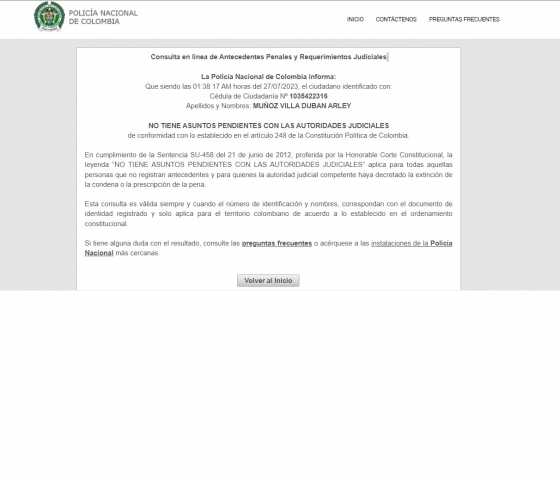 POLICÍA NACIONAL
DE COLOMBIA
INICIO CONTÁCTENOS PREGUNTAS FRECUENTES
Consulta en línea de Antecedentes Penales y Requerimientos Judiciales
La Policía Nacional de Colombia informa:
Que siendo las 01:38:17 AM horas del 27/07/2023, el ciudadano identificado con:
Cédula de Ciudadanía Nº 1035422316
Apellidos y Nombres: MUÑOZ VILLA DUBAN ARLEY
NO TIENE ASUNTOS PENDIENTES CON LAS AUTORIDADES JUDICIALES
de conformidad con lo establecido en el artículo 248 de la Constitución Política de Colombia.
En cumplimiento de la Sentencia SU-458 del 21 de junio de 2012, proferida por la Honorable Corte Constitucional, la
leyenda "NO TIENE ASUNTOS PENDIENTES CON LAS AUTORIDADES JUDICIALES" aplica para todas aquellas
personas que no registran antecedentes y para quienes la autoridad judicial competente haya decretado la extinción de
la condena o la prescripción de la pena.
Esta consulta es válida siempre y cuando el número de identificación y nombres, correspondan con el documento de
identidad registrado y solo aplica para el territorio colombiano de acuerdo a lo establecido en el ordenamiento
constitucional.
Si tiene alguna duda con el resultado, consulte las preguntas frecuentes o acérquese a las instalaciones de la Policía
Nacional más cercanas.
Volver al Inicio